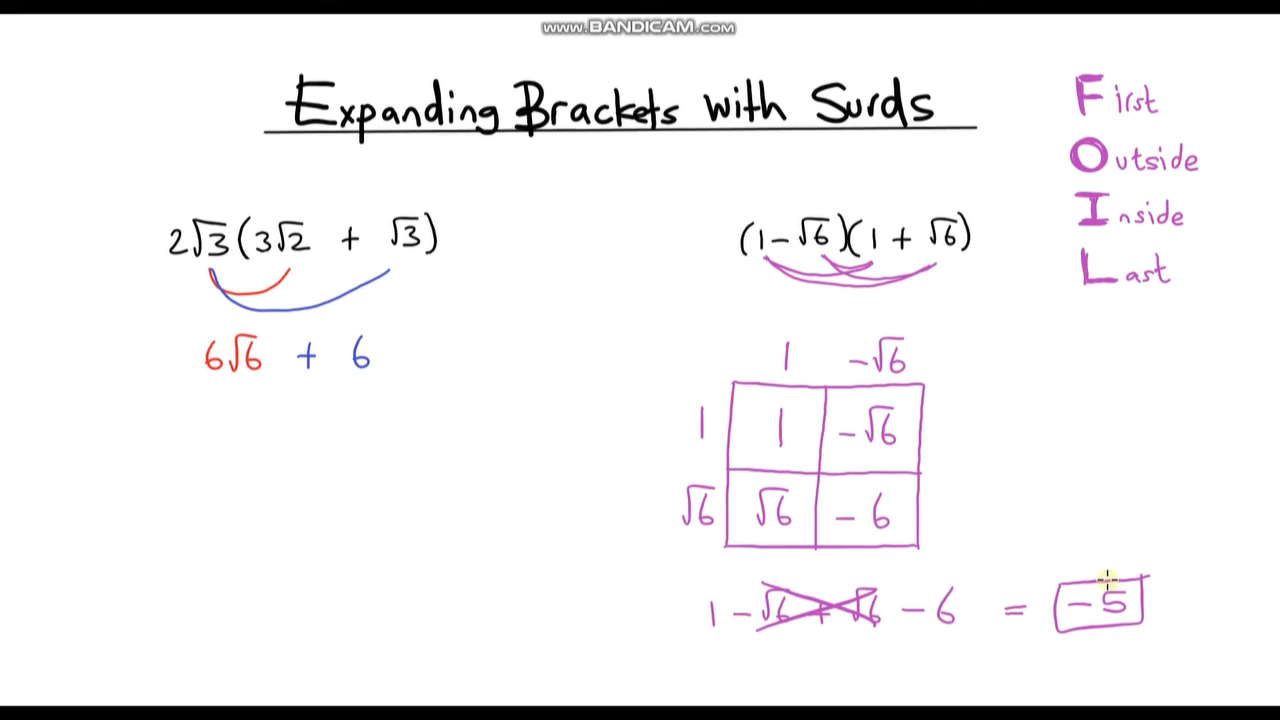 www.BANDICAM.com
Expanding Brackets with Surds
First
Outside
Inside
Last
2√3(3√2 + √3)
6√6 + 6
(1-√6)(1 + √6)
1 -√6
1 1 -√6
√6 √6 - 6
1 - √6 + √6 - 6 = -5